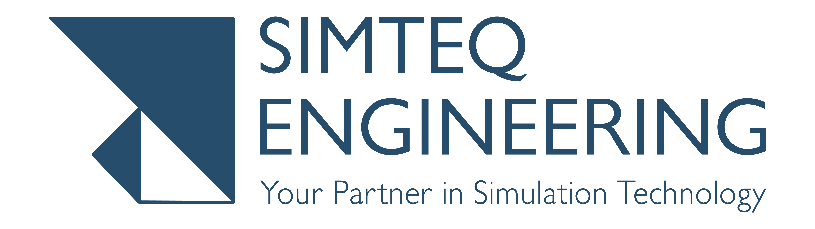 SIMTEQ
ENGINEERING
Your Partner in Simulation Technology